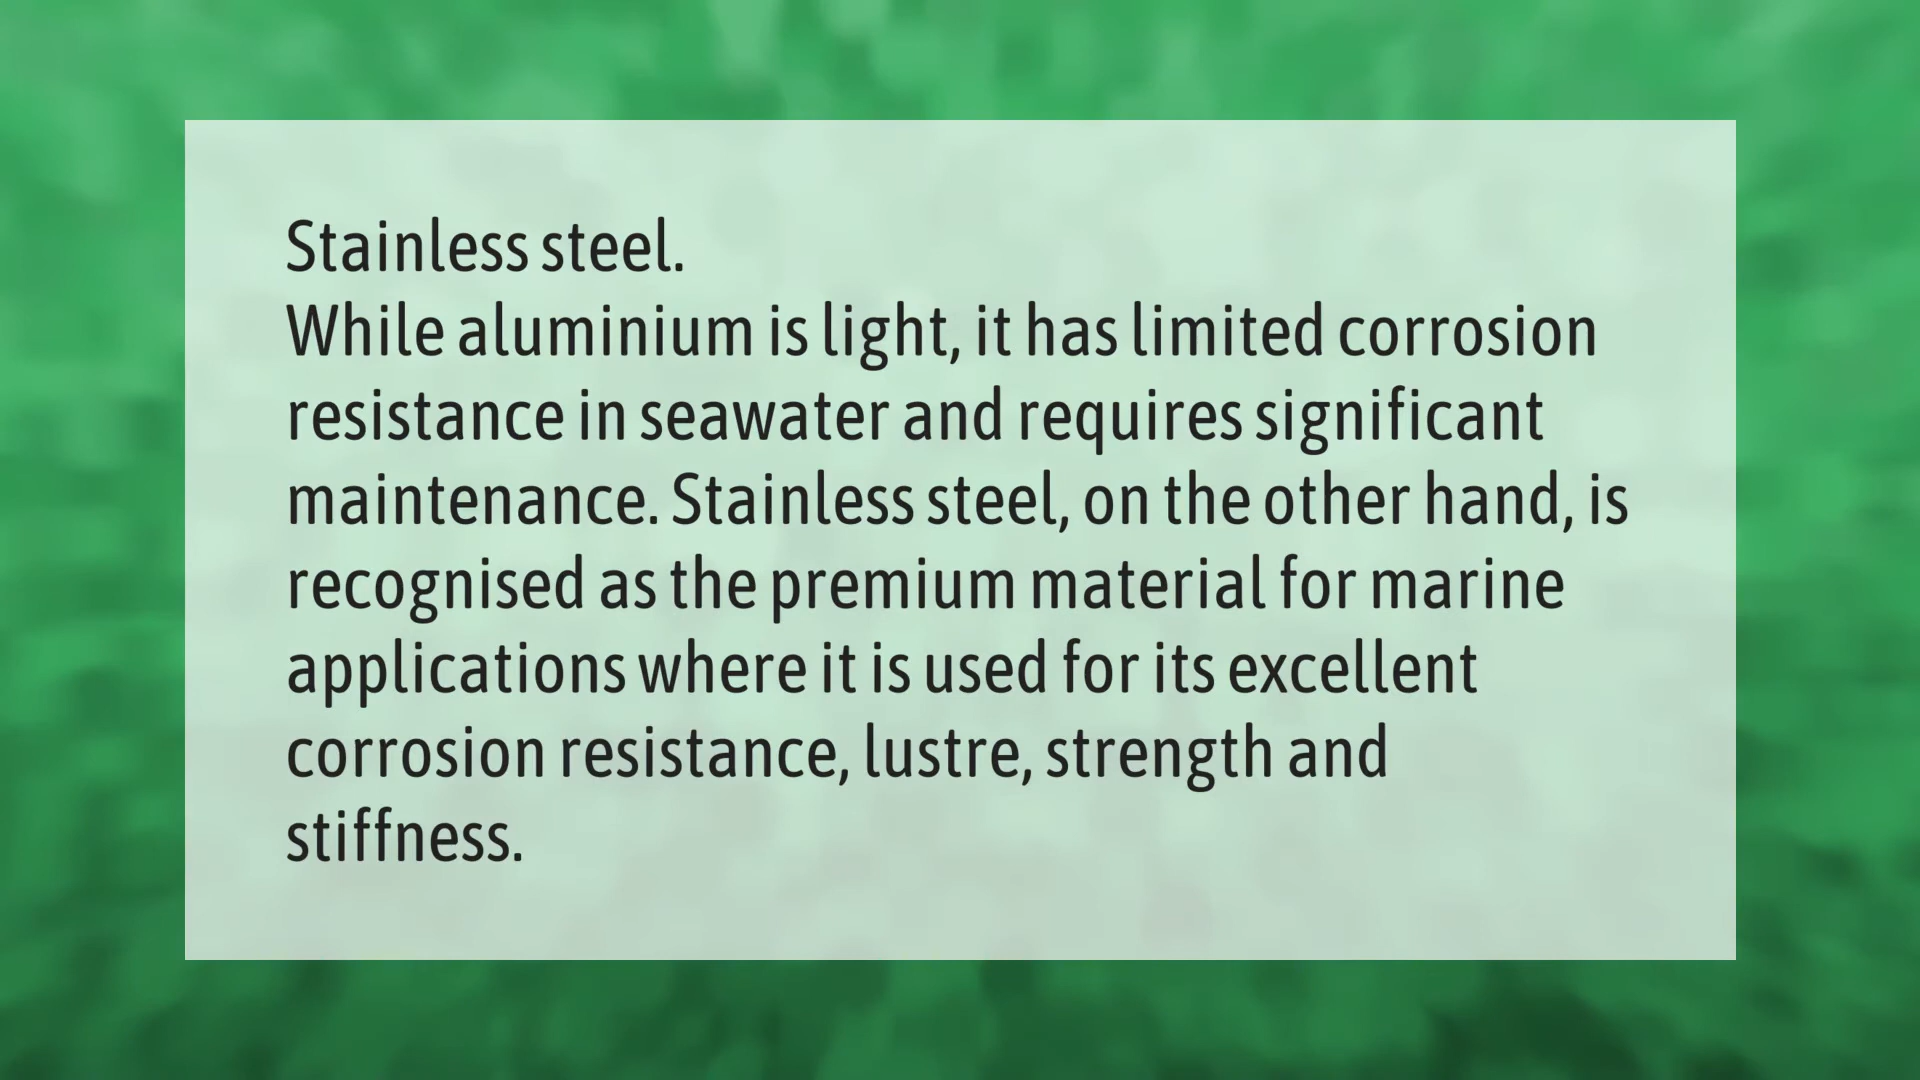 Stainless steel.
While aluminium is light, it has limited corrosion
resistance in seawater and requires significant
maintenance. Stainless steel, on the other hand, is
recognised as the premium material for marine
applications where it is used for its excellent
corrosion resistance, lustre, strength and
stiffness.